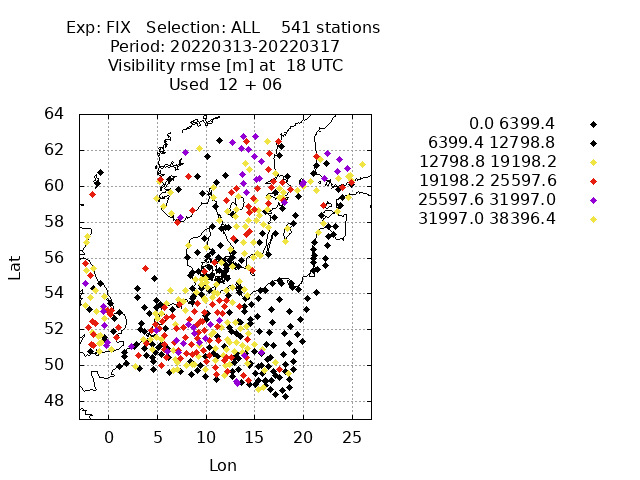 Exp: FIX   Selection: ALL    541 stations
Period: 20220313-20220317
Visibility rmse [m] at  18 UTC
Used  12 + 06
64
62
60
58
56
54
52
50
48
Lat
0 5 10 15 20 25
Lon
0.0 6399.4
6399.4 12798.8
12798.8 19198.2
19198.2 25597.6
25597.6 31997.0
31997.0 38396.4